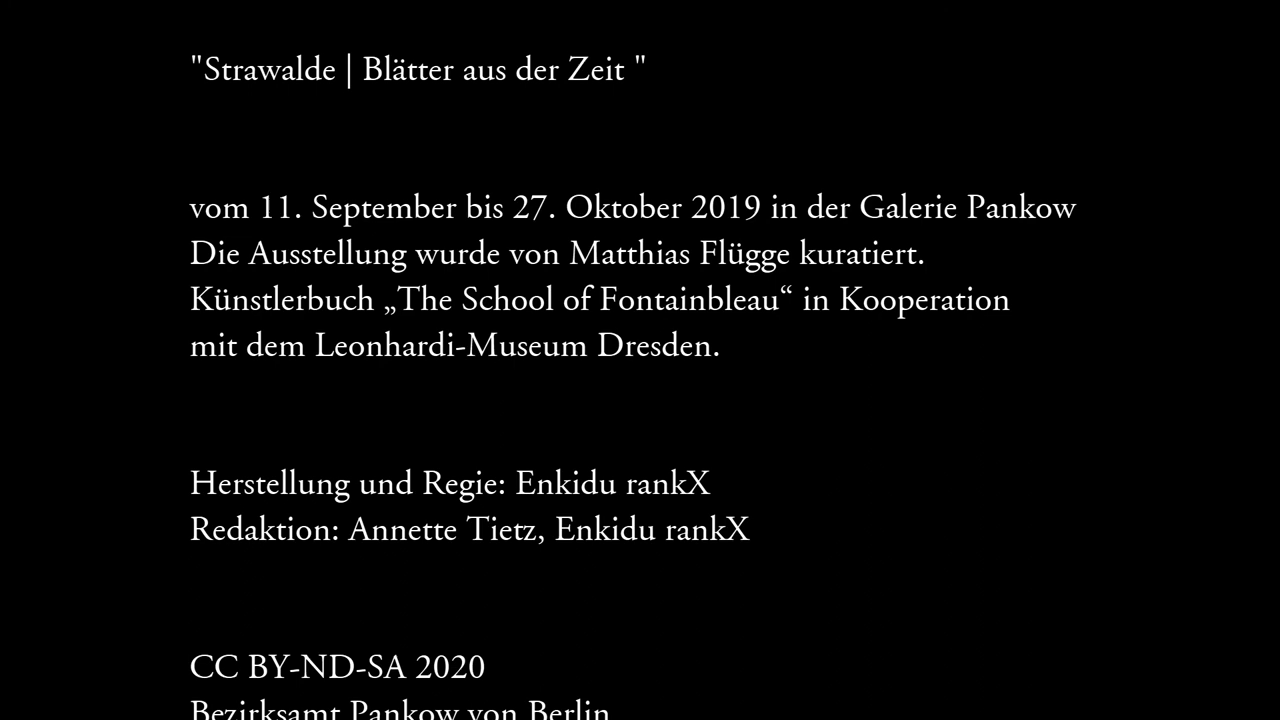 "Strawalde | Blätter aus der Zeit "
vom 11. September bis 27. Oktober 2019 in der Galerie Pankow
Die Ausstellung wurde von Matthias Flügge kuratiert.
Künstlerbuch „The School of Fontainbleau“ in Kooperation
mit dem Leonhardi-Museum Dresden.
Herstellung und Regie: Enkidu rankX
Redaktion: Annette Tietz, Enkidu rankX
CC BY-ND-SA 2020
Bezirksamt Pankow von Berlin